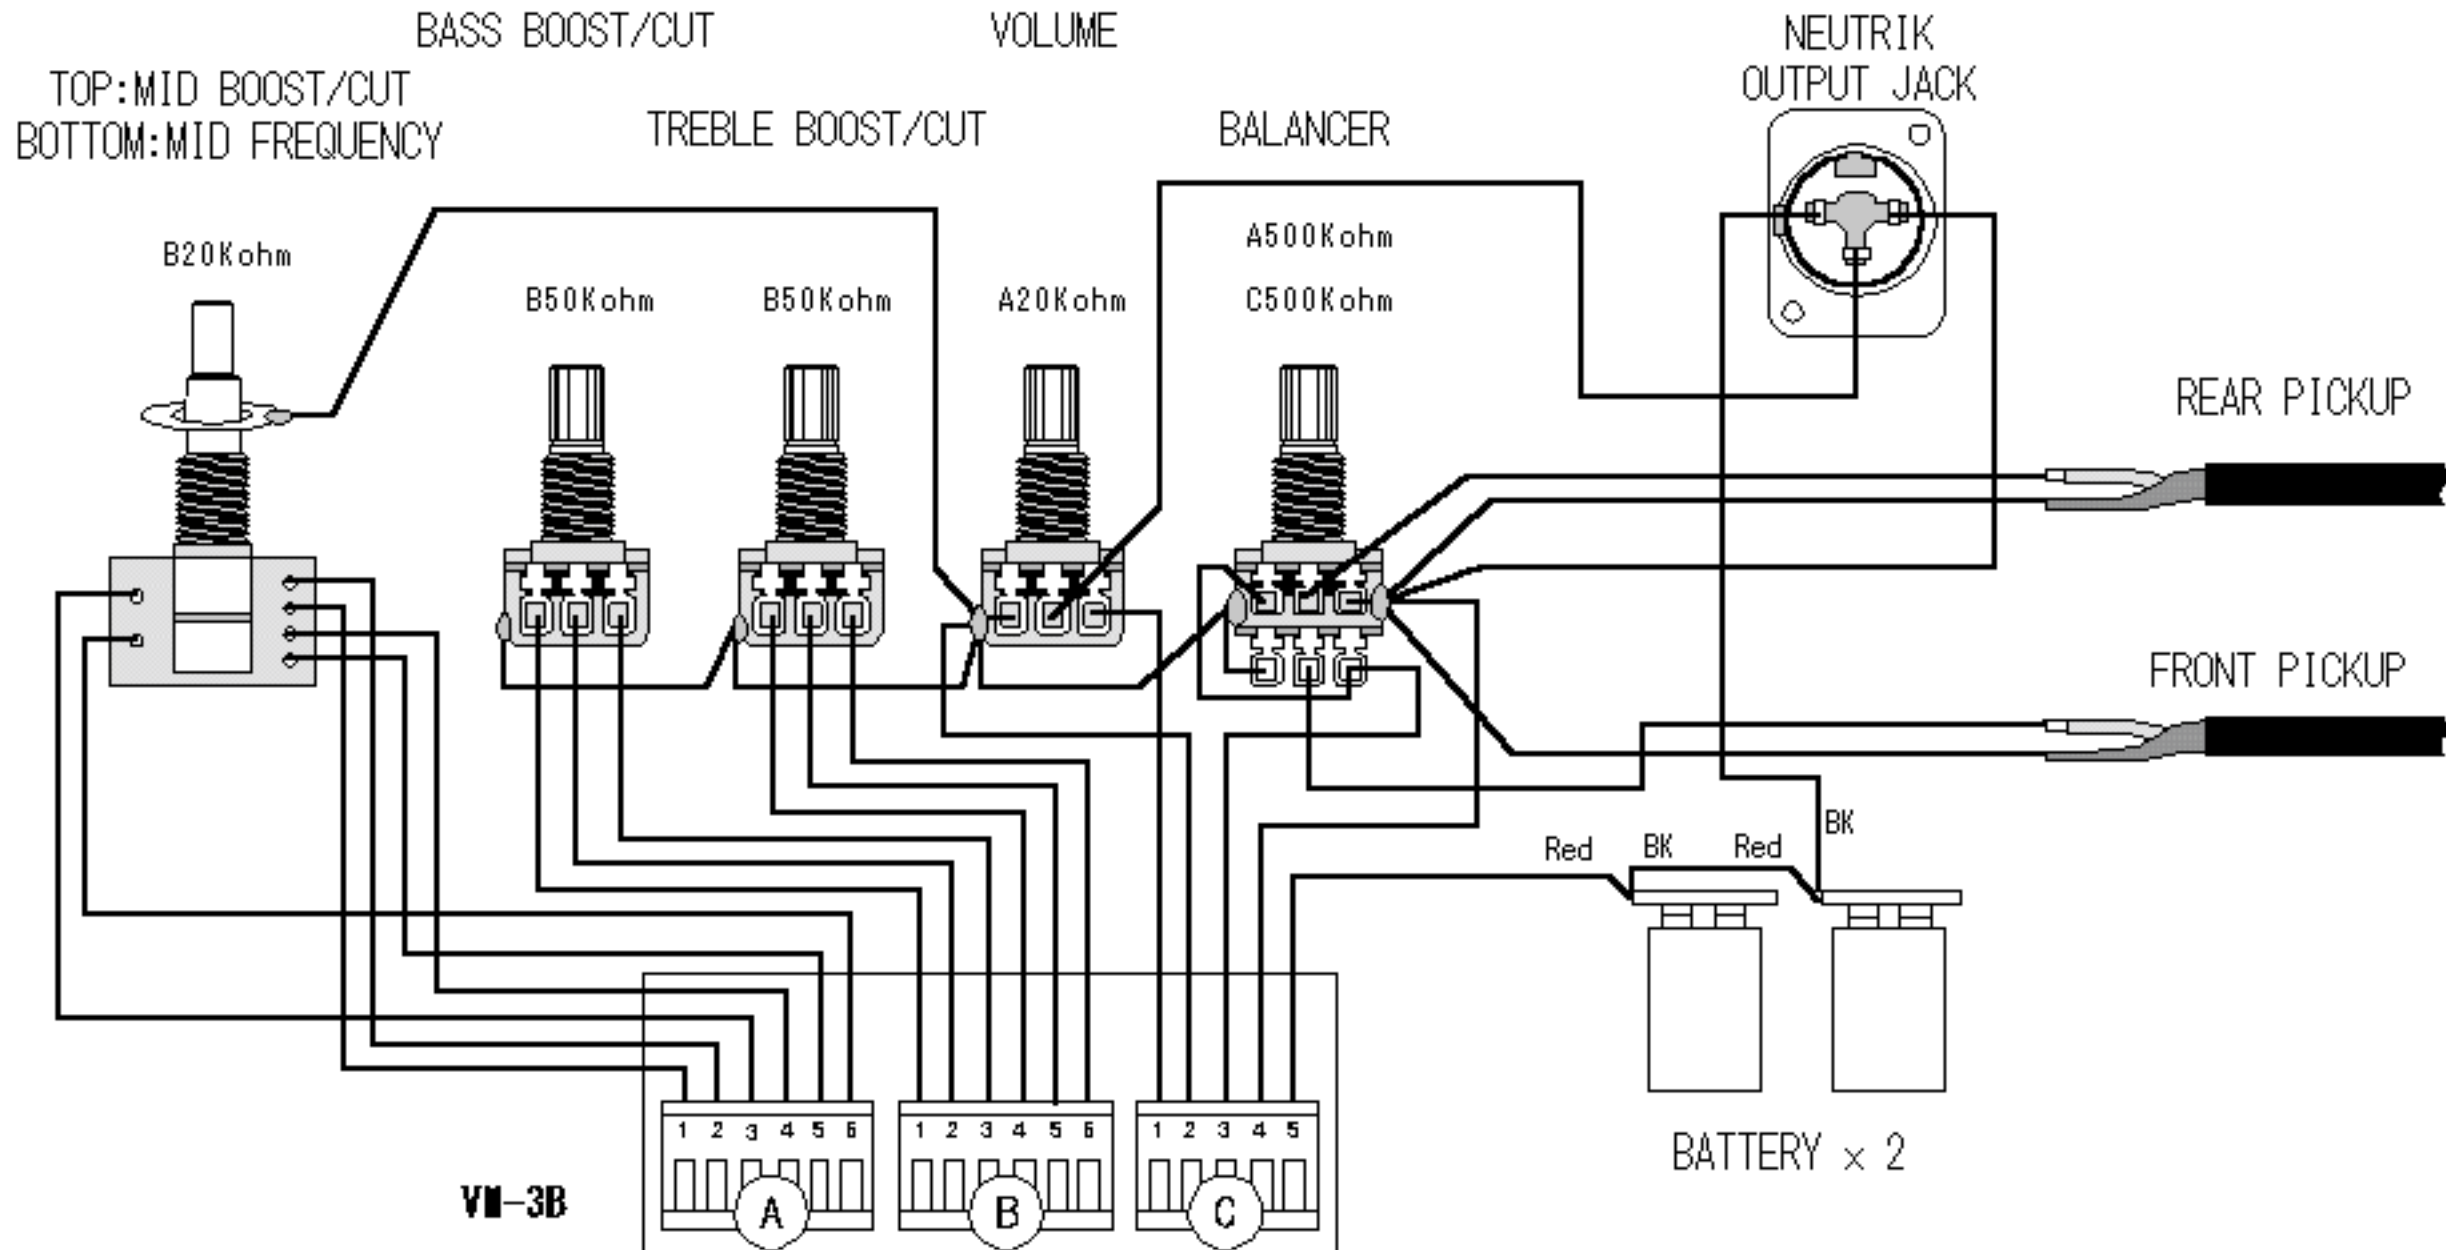 BASS BOOST/CUT
VOLUME
NEUTRIK
OUTPUT JACK
TOP:MID BOOST/CUT
BOTTOM:MID FREQUENCY
TREBLE BOOST/CUT
BALANCER
B20Kohm
B50Kohm
B50Kohm
A20Kohm
A500Kohm
C500Kohm
REAR PICKUP
FRONT PICKUP
BK
Red
BK
Red
1 2 3 4 5 6
1 2 3 4 5 6
1 2 3 4 5
A
B
C
VM-3B
BATTERY × 2